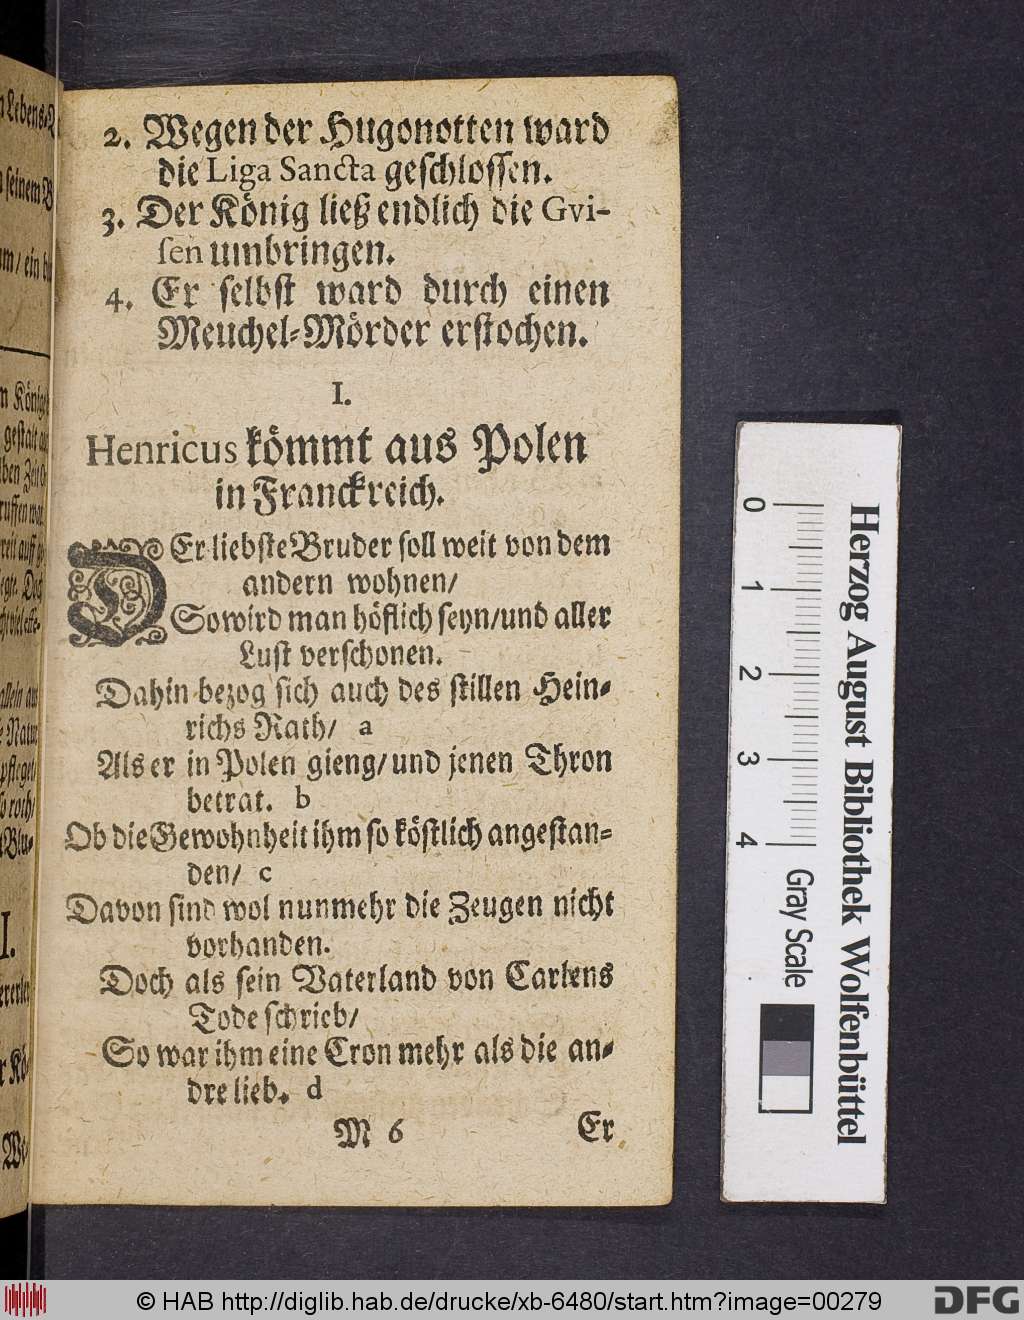 2. Wegen der Hugonotten ward
die Liga Sancta geschlossen.
3. Der König ließ endlich die Gvi-
sen umbringen.
4. Er selbst ward durch einen
Meuchel-Mörder erstochen.
I.
Henricus kömmt aus Polen
in Franckreich.
DEr liebste Bruder soll weit von dem
andern wohnen/
So wird man höflich seyn/und aller
Lust verschonen.
Dahin bezog sich auch des stillen Hein-
richs Rath/ a
Als er in Polen gieng/und jenen Thron
betrat. b
Ob die Gewohnheit ihm so köstlich angestan-
den/ c
Davon sind wol nunmehr die Zeugen nicht
vorhanden.
Doch als sein Vaterland von Carlens
Tode schrieb/
So war ihm eine Cron mehr als die an-
dre lieb. d
M 6 Er
0 1 2 3 4
Gray Scale
Herzog August Bibliothek Wolfenbüttel
© HAB http://diglib.hab.de/drucke/xb-6480/start.htm?image=00279
DFG